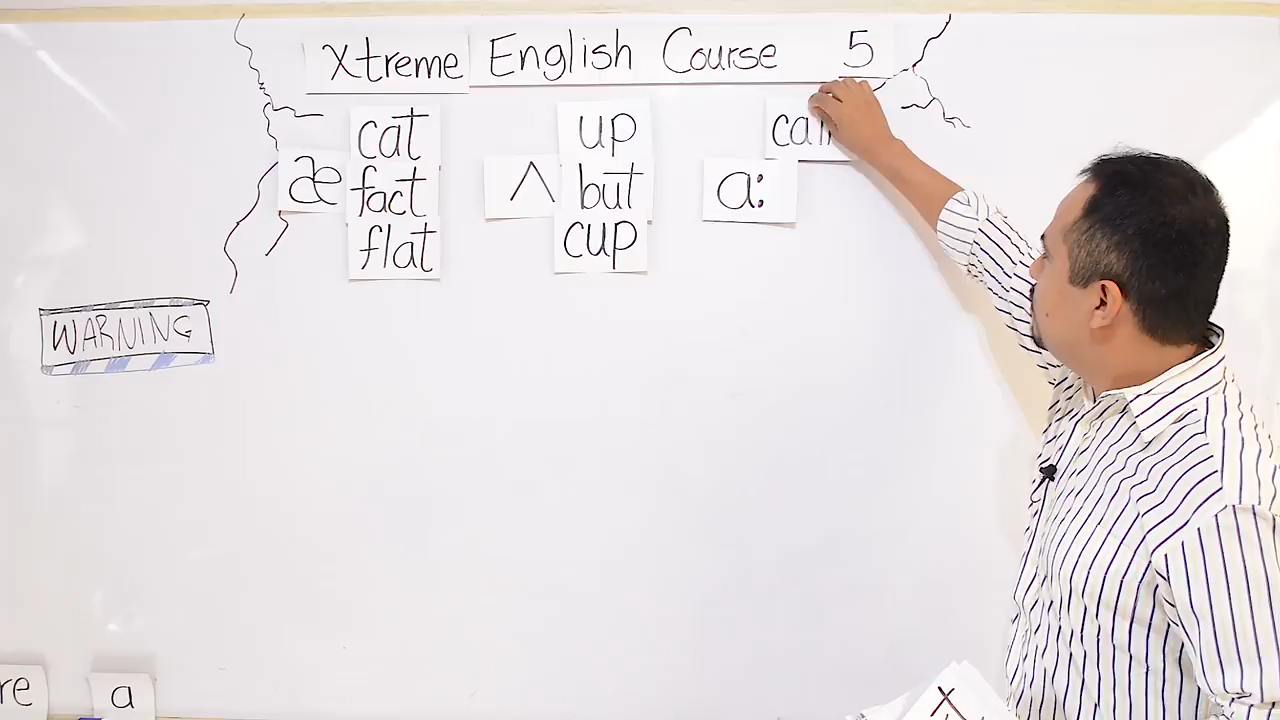 Xtreme English Course 5
cat
æ fact
flat
up
ʌ but
cup
a:
WARNING
re
a